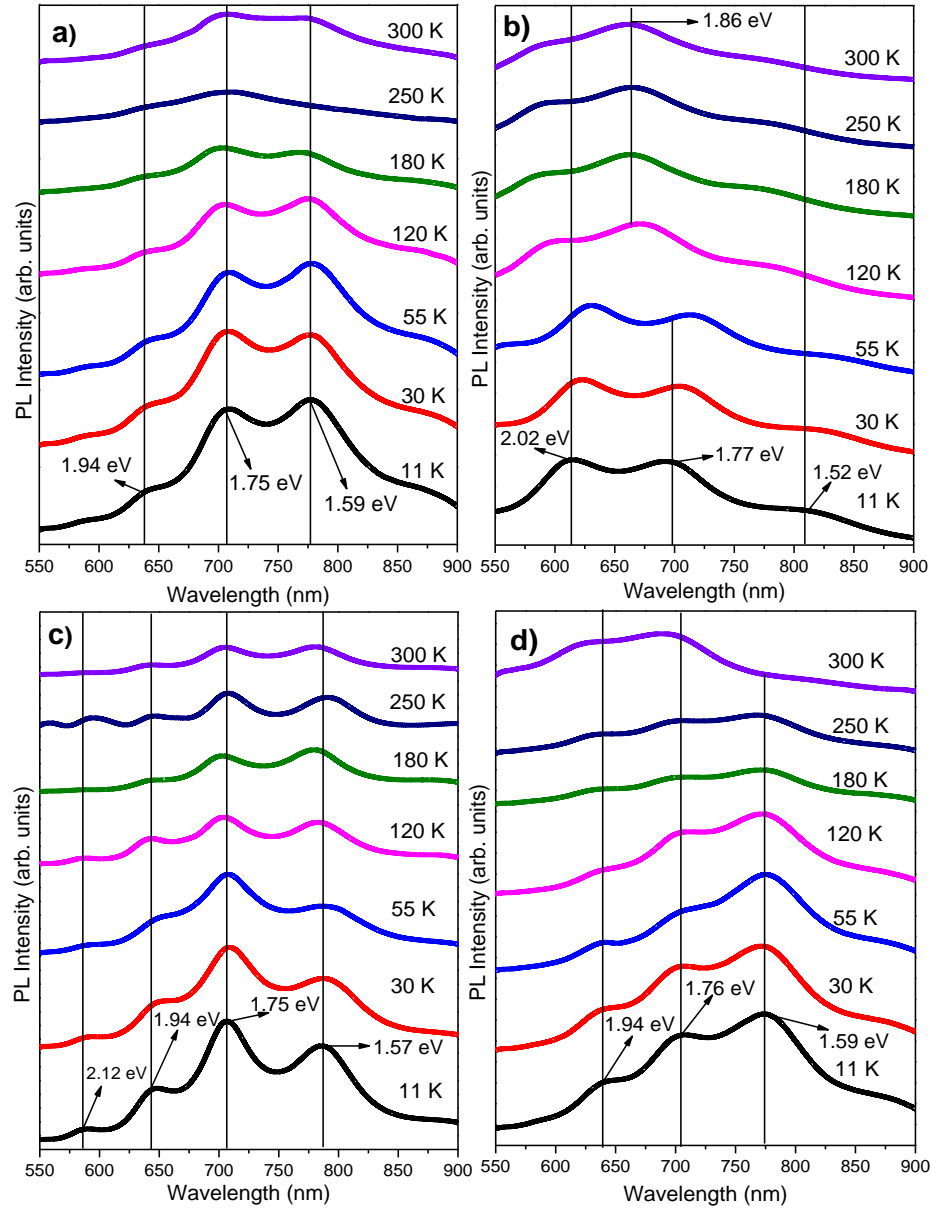 a)
300 K
250 K
180 K
120 K
55 K
30 K
11 K
1.94 eV
1.75 eV
1.59 eV
PL Intensity (arb. units)
550 600 650 700 750 800 850 900
Wavelength (nm)
b)
1.86 eV
300 K
250 K
180 K
120 K
55 K
30 K
11 K
2.02 eV
1.77 eV
1.52 eV
PL Intensity (arb. units)
550 600 650 700 750 800 850 900
Wavelength (nm)
c)
300 K
250 K
180 K
120 K
55 K
30 K
11 K
2.12 eV
1.94 eV
1.75 eV
1.57 eV
PL Intensity (arb. units)
550 600 650 700 750 800 850 900
Wavelength (nm)
d)
300 K
250 K
180 K
120 K
55 K
30 K
11 K
1.94 eV
1.76 eV
1.59 eV
PL Intensity (arb. units)
550 600 650 700 750 800 850 900
Wavelength (nm)